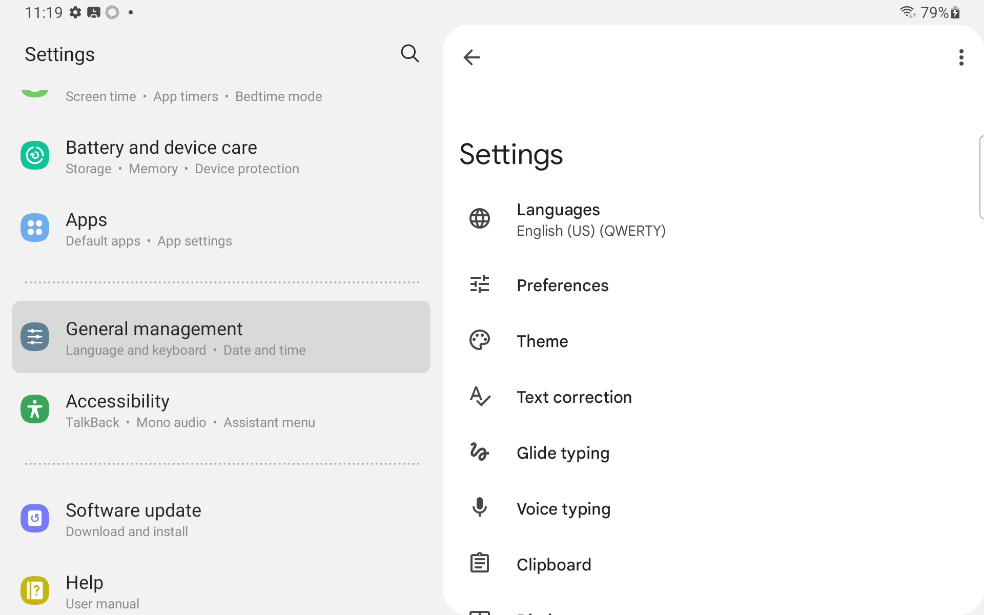 11:19
79%
Settings
Screen time • App timers • Bedtime mode
Battery and device care
Storage • Memory • Device protection
Apps
Default apps • App settings
General management
Language and keyboard • Date and time
Accessibility
TalkBack • Mono audio • Assistant menu
Software update
Download and install
Help
User manual
Settings
Languages
English (US) (QWERTY)
Preferences
Theme
Text correction
Glide typing
Voice typing
Clipboard